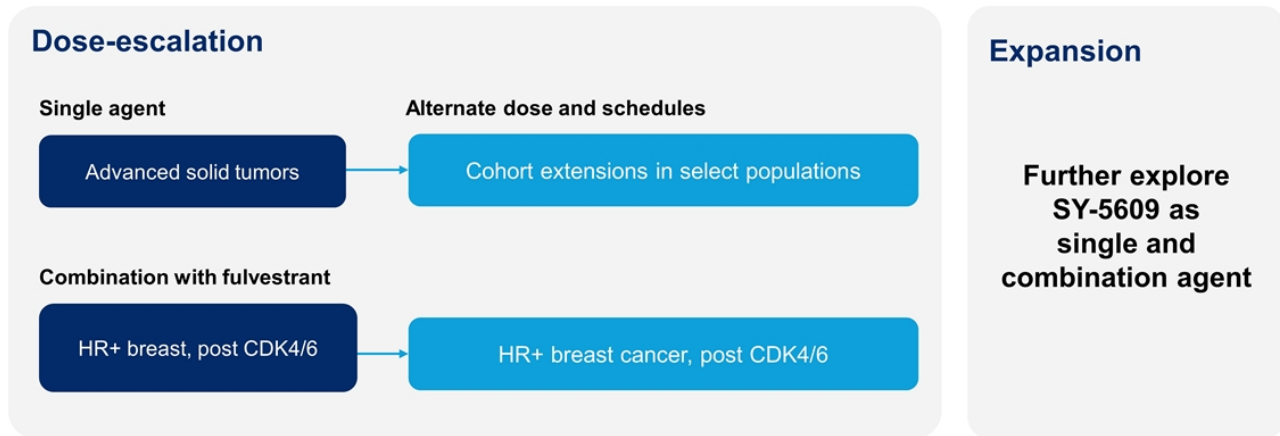 Dose-escalation
Single agent
Alternate dose and schedules
Advanced solid tumors
Cohort extensions in select populations
Combination with fulvestrant
HR+ breast, post CDK4/6
HR+ breast cancer, post CDK4/6
Expansion
Further explore
SY-5609 as
single and
combination agent